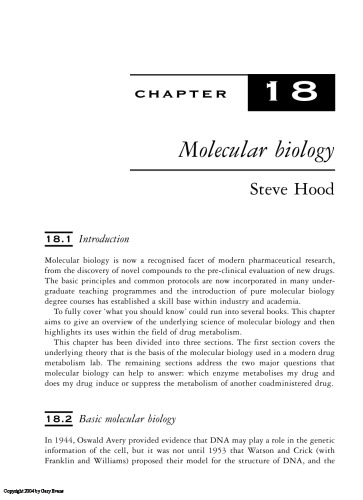 CHAPTER 18
Molecular biology
Steve Hood
18.1 Introduction
Molecular biology is now a recognised facet of modern pharmaceutical research,
from the discovery of novel compounds to the pre-clinical evaluation of new drugs.
The basic principles and common protocols are now incorporated in many under-
graduate teaching programmes and the introduction of pure molecular biology
degree courses has established a skill base within industry and academia.
To fully cover ‘what you should know’ could run into several books. This chapter
aims to give an overview of the underlying science of molecular biology and then
highlights its uses within the field of drug metabolism.
This chapter has been divided into three sections. The first section covers the
underlying theory that is the basis of the molecular biology used in a modern drug
metabolism lab. The remaining sections address the two major questions that
molecular biology can help to answer: which enzyme metabolises my drug and
does my drug induce or suppress the metabolism of another coadministered drug.
18.2 Basic molecular biology
In 1944, Oswald Avery provided evidence that DNA may play a role in the genetic
information of the cell, but it was not until 1953 that Watson and Crick (with
Franklin and Williams) proposed their model for the structure of DNA, and the
Copyright 2004 by Gary Evans